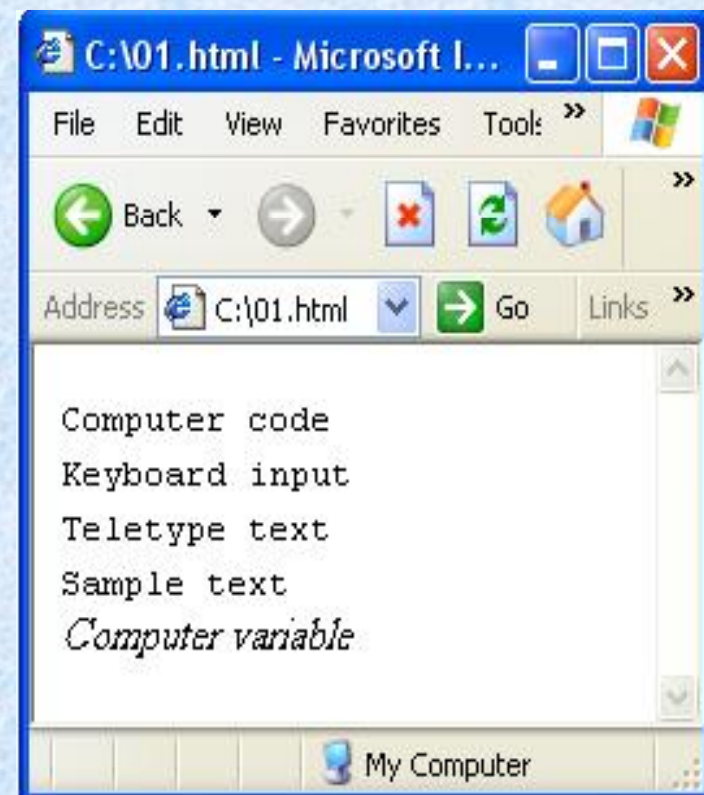 C:\01.html - Microsoft I...
File Edit View Favorites Tools »
Back »
Address C:\01.html Go Links »
Computer code
Keyboard input
Teletype text
Sample text
Computer variable
My Computer